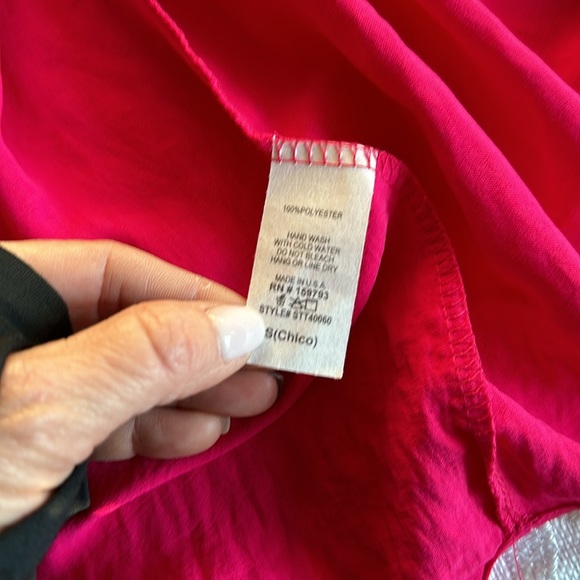 100%POLYESTER
HAND WASH
WITH COLD WATER
DO NOT BLEACH
HANG OR LINE DRY
MADE IN U.S.A
RN # 159793
STYLE# STT40060
S(Chico)